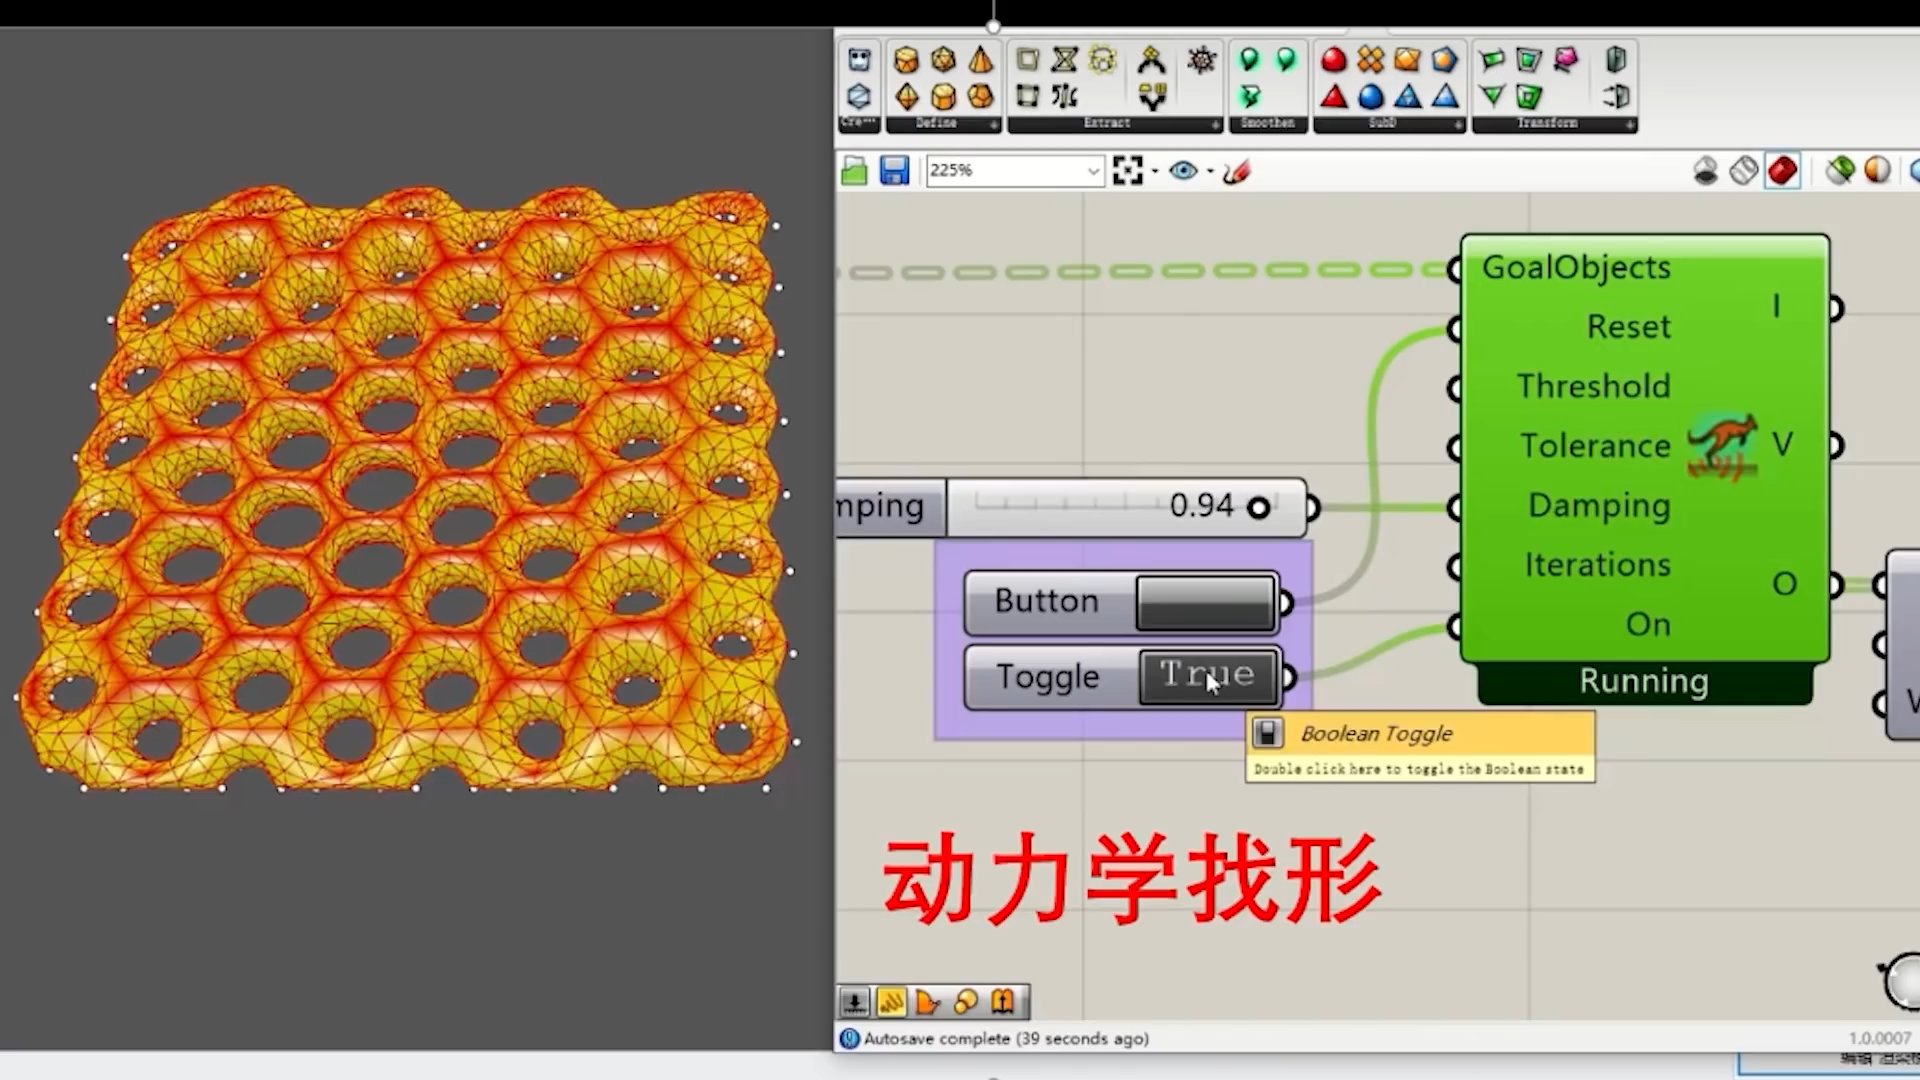 Cre...
Define
Extract
Smoothen
SubD
Transform
225%
GoalObjects
Reset
Threshold
Tolerance
Damping
Iterations
On
I
V
O
Running
mping
0.94
Button
Toggle
True
Boolean Toggle
Double click here to toggle the Boolean state
动力学找形
Autosave complete (39 seconds ago)
1.0.0007